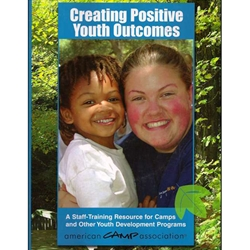 Creating Positive
Youth Outcomes
A Staff-Training Resource for Camps
and Other Youth Development Programs
american CAMP association®